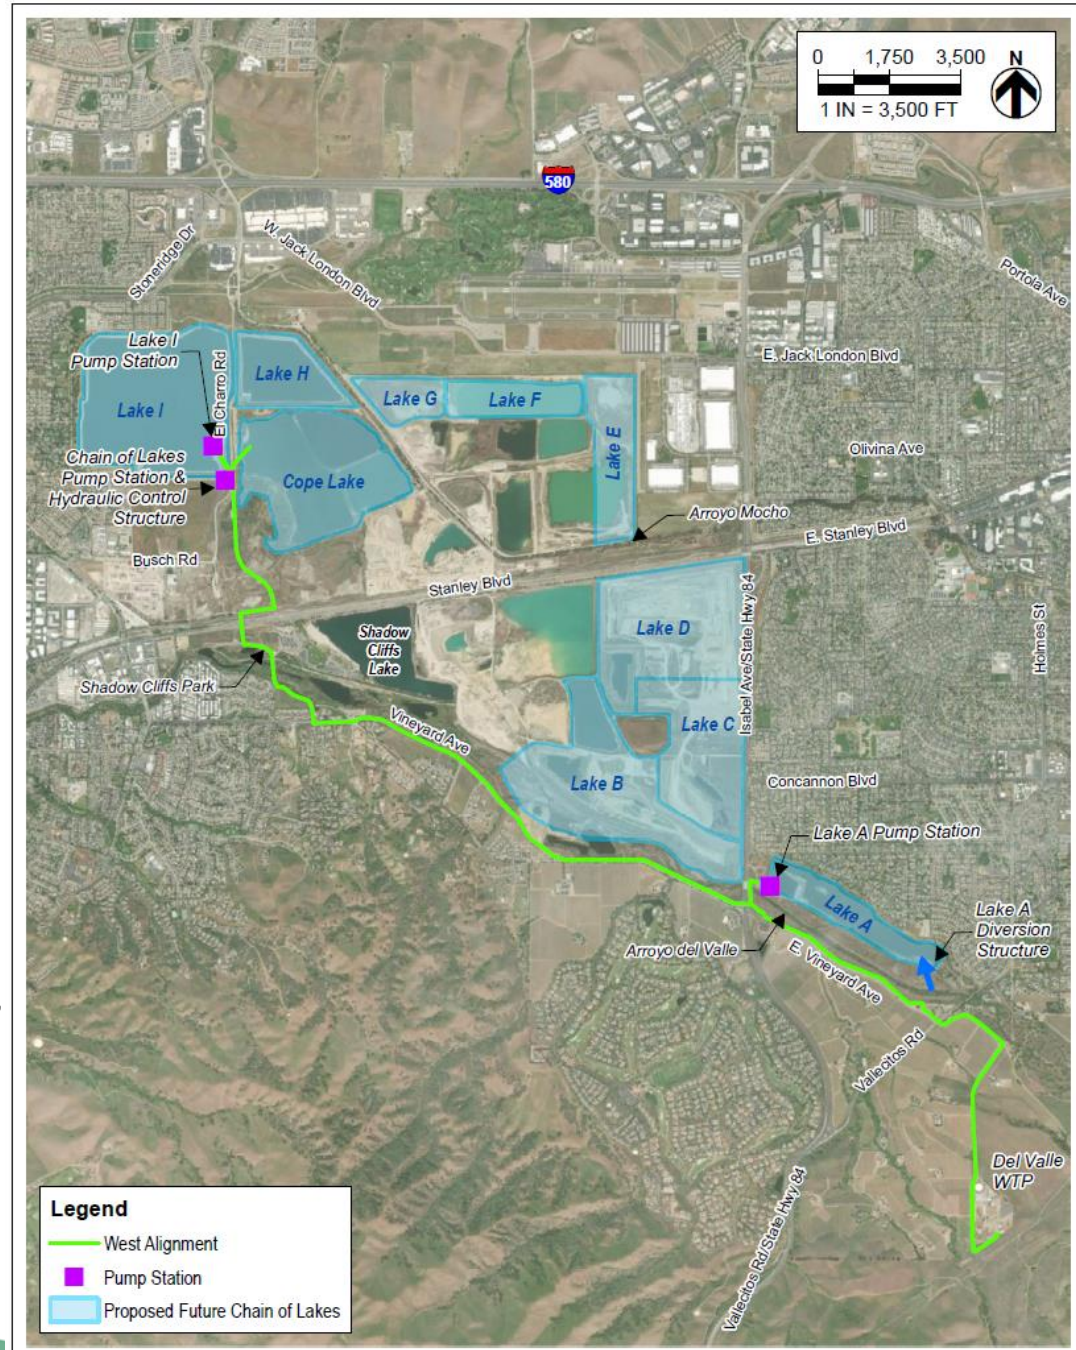 0 1,750 3,500
N
1 IN = 3,500 FT
580
Stoneridge Dr
W. Jack London Blvd
Portola Ave
Lake I
Pump Station
El Charro Rd
Lake H
E. Jack London Blvd
Lake G
Lake F
Lake I
Lake E
Olivina Ave
Chain of Lakes
Pump Station &
Hydraulic Control
Structure
Cope Lake
Arroyo Mocho
E. Stanley Blvd
Busch Rd
Stanley Blvd
Isabel Ave/State Hwy 84
Holmes St
Shadow
Cliffs
Lake
Lake D
Shadow Cliffs Park
Vineyard Ave
Lake C
Lake B
Concannon Blvd
Lake A Pump Station
Lake A
Lake A
Diversion
Structure
Arroyo del Valle
E. Vineyard Ave
Vallecitos Rd
Del Valle
WTP
Vallecitos Rd/State Hwy 84
Legend
West Alignment
Pump Station
Proposed Future Chain of Lakes